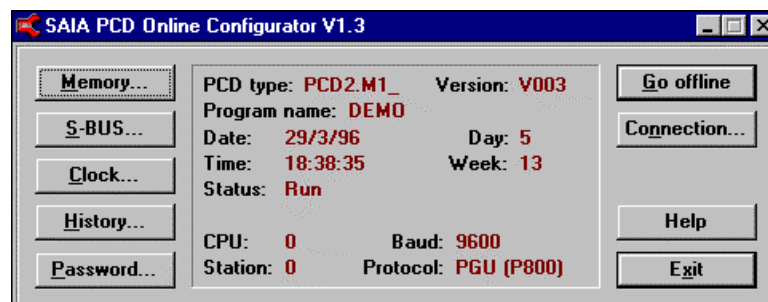 SAIA PCD Online Configurator V1.3
Memory...
S-BUS...
Clock...
History...
Password...
PCD type: PCD2.M1_ Version: V003
Program name: DEMO
Date: 29/3/96 Day: 5
Time: 18:38:35 Week: 13
Status: Run
CPU: 0 Baud: 9600
Station: 0 Protocol: PGU (P800)
Go offline
Connection...
Help
Exit